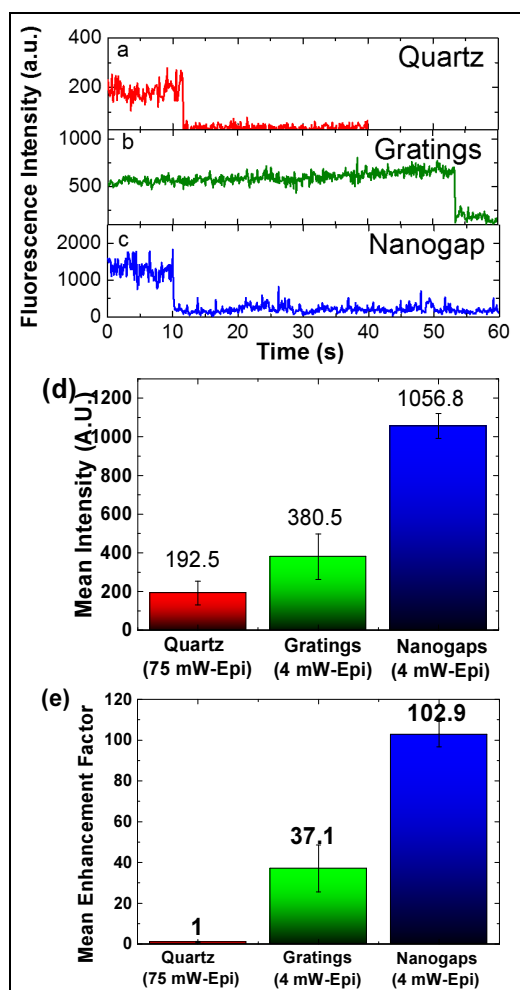 Fluorescence Intensity (a.u.)
a
Quartz
400
200
b
Gratings
1000
500
c
Nanogap
2000
1000
0
0 10 20 30 40 50 60
Time (s)
(d)
Mean Intensity (A.U.)
1200
1000
800
600
400
200
0
192.5
380.5
1056.8
Quartz Gratings Nanogaps
(75 mW-Epi) (4 mW-Epi) (4 mW-Epi)
(e)
Mean Enhancement Factor
120
100
80
60
40
20
0
1
37.1
102.9
Quartz Gratings Nanogaps
(75 mW-Epi) (4 mW-Epi) (4 mW-Epi)